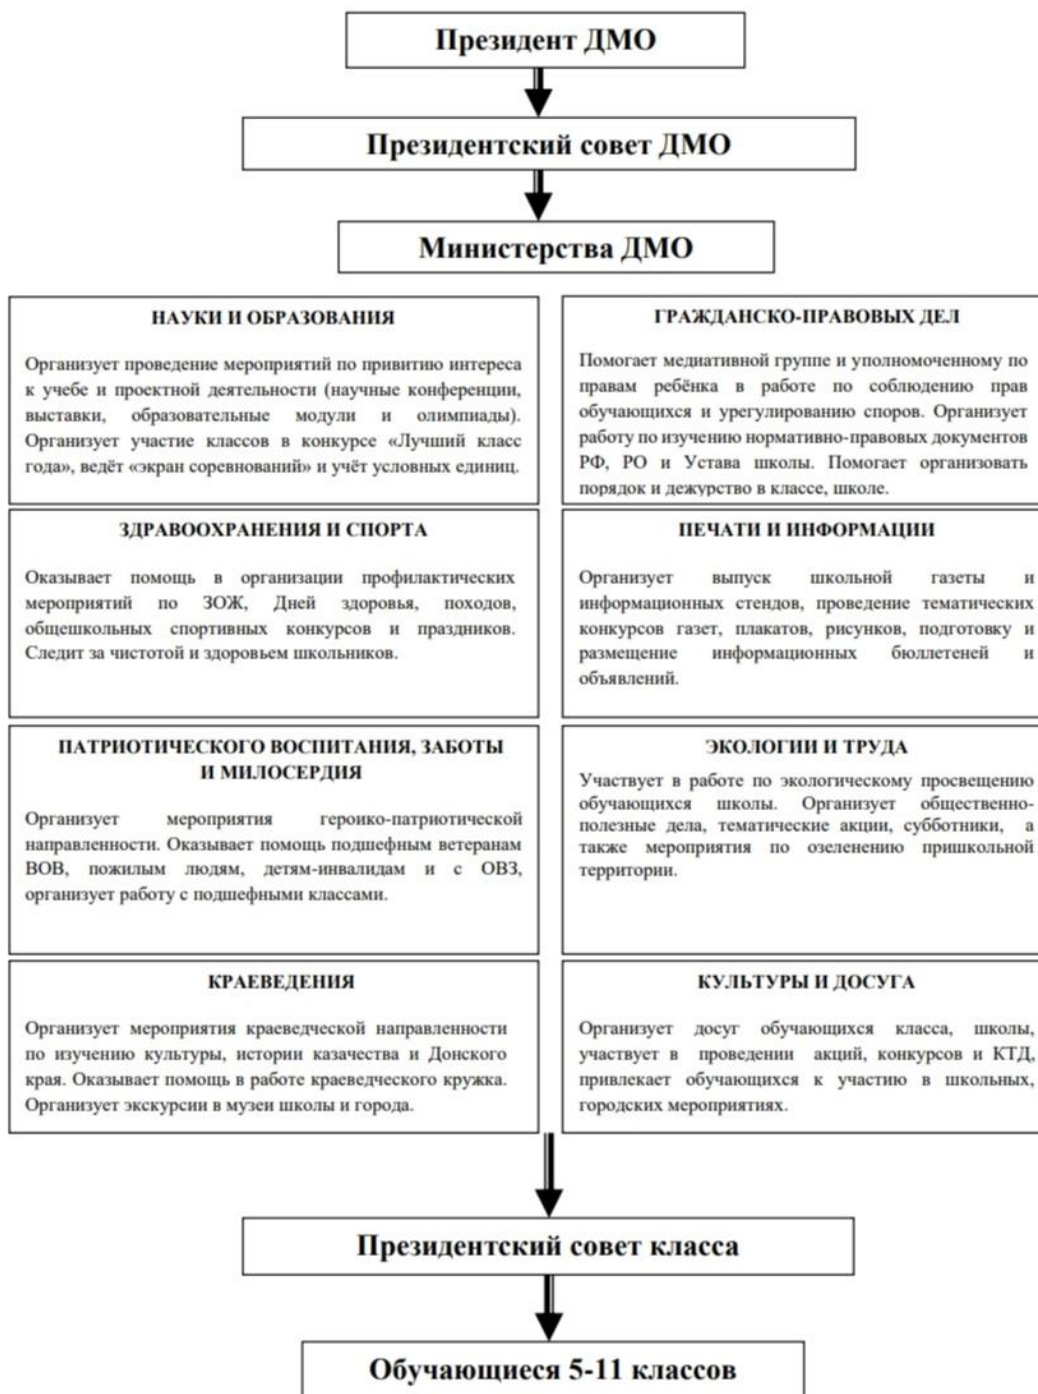 Президент ДМО
Президентский совет ДМО
Министерства ДМО
НАУКИ И ОБРАЗОВАНИЯ
Организует проведение мероприятий по привитию интереса
к учебе и проектной деятельности (научные конференции,
выставки, образовательные модули и олимпиады).
Организует участие классов в конкурсе «Лучший класс
года», ведёт «экран соревнований» и учёт условных единиц.
ГРАЖДАНСКО-ПРАВОВЫХ ДЕЛ
Помогает медиативной группе и уполномоченному по
правам ребёнка в работе по соблюдению прав
обучающихся и урегулированию споров. Организует
работу по изучению нормативно-правовых документов
РФ, РО и Устава школы. Помогает организовать
порядок и дежурство в классе, школе.
ЗДРАВООХРАНЕНИЯ И СПОРТА
Оказывает помощь в организации профилактических
мероприятий по ЗОЖ, Дней здоровья, походов,
общешкольных спортивных конкурсов и праздников.
Следит за чистотой и здоровьем школьников.
ПЕЧАТИ И ИНФОРМАЦИИ
Организует выпуск школьной газеты и
информационных стендов, проведение тематических
конкурсов газет, плакатов, рисунков, подготовку и
размещение информационных бюллетеней и
объявлений.
ПАТРИОТИЧЕСКОГО ВОСПИТАНИЯ, ЗАБОТЫ
И МИЛОСЕРДИЯ
Организует мероприятия героико-патриотической
направленности. Оказывает помощь подшефным ветеранам
ВОВ, пожилым людям, детям-инвалидам и с ОВЗ,
организует работу с подшефными классами.
ЭКОЛОГИИ И ТРУДА
Участвует в работе по экологическому просвещению
обучающихся школы. Организует общественно-
полезные дела, тематические акции, субботники, а
также мероприятия по озеленению пришкольной
территории.
КРАЕВЕДЕНИЯ
Организует мероприятия краеведческой направленности
по изучению культуры, истории казачества и Донского
края. Оказывает помощь в работе краеведческого кружка.
Организует экскурсии в музеи школы и города.
КУЛЬТУРЫ И ДОСУГА
Организует досуг обучающихся класса, школы,
участвует в проведении акций, конкурсов и КТД,
привлекает обучающихся к участию в школьных,
городских мероприятиях.
Президентский совет класса
Обучающиеся 5-11 классов